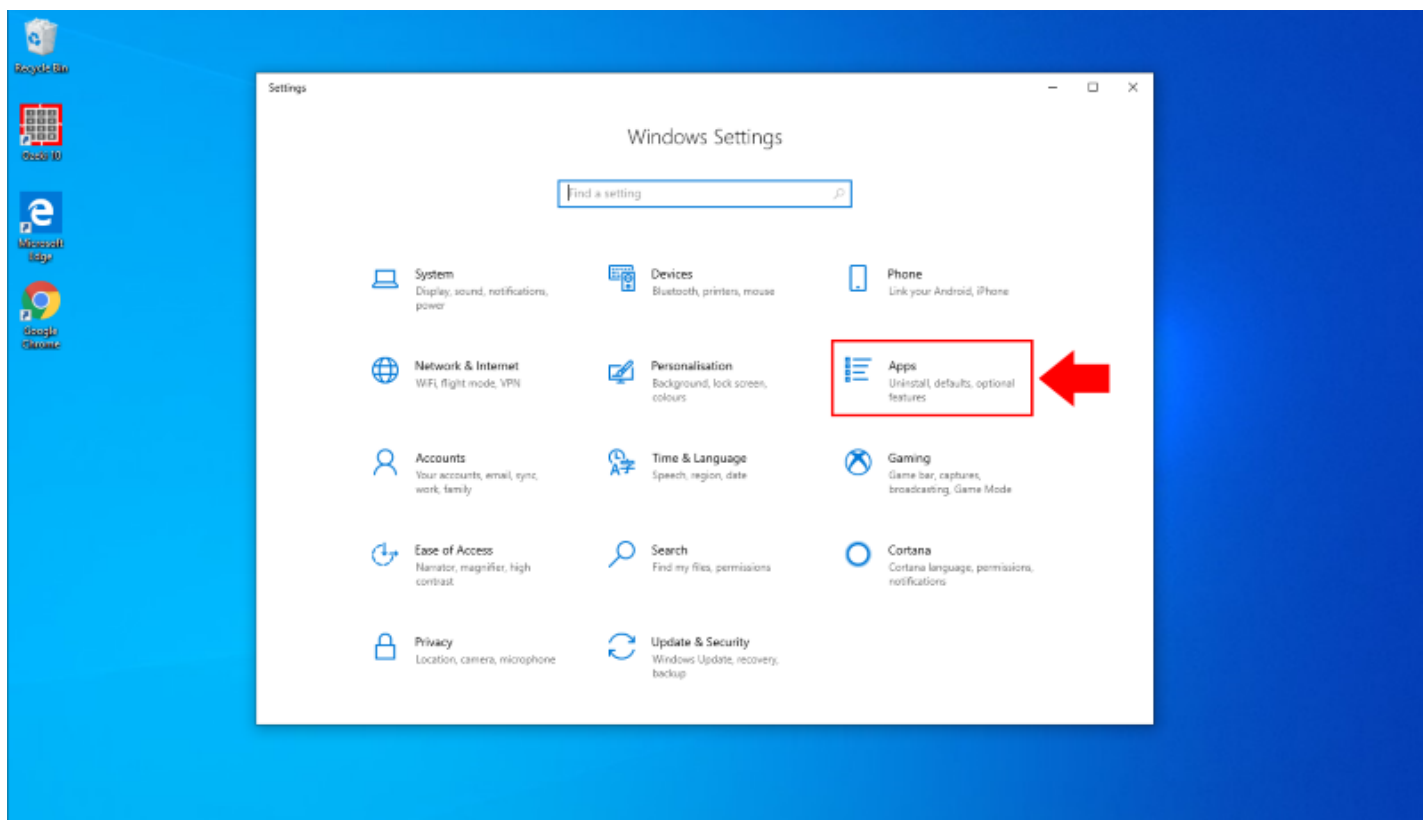 Recycle Bin
Microsoft
Edge
Google
Chrome
Settings
Windows Settings
Find a setting
System
Display, sound, notifications,
power
Devices
Bluetooth, printers, mouse
Phone
Link your Android, iPhone
Network & Internet
WiFi, flight mode, VPN
Personalisation
Background, lock screen,
colours
Apps
Uninstall, defaults, optional
features
Accounts
Your accounts, email, sync,
work, family
Time & Language
Speech, region, date
Gaming
Game bar, captures,
broadcasting, Game Mode
Ease of Access
Narrator, magnifier, high
contrast
Search
Find my files, permissions
Cortana
Cortana language, permissions,
notifications
Privacy
Location, camera, microphone
Update & Security
Windows Update, recovery,
backup